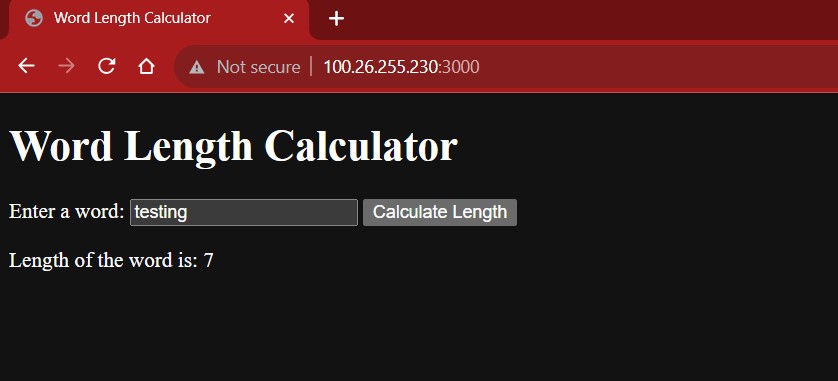 Word Length Calculator
Not secure | 100.26.255.230:3000
Word Length Calculator
Enter a word: testing Calculate Length
Length of the word is: 7